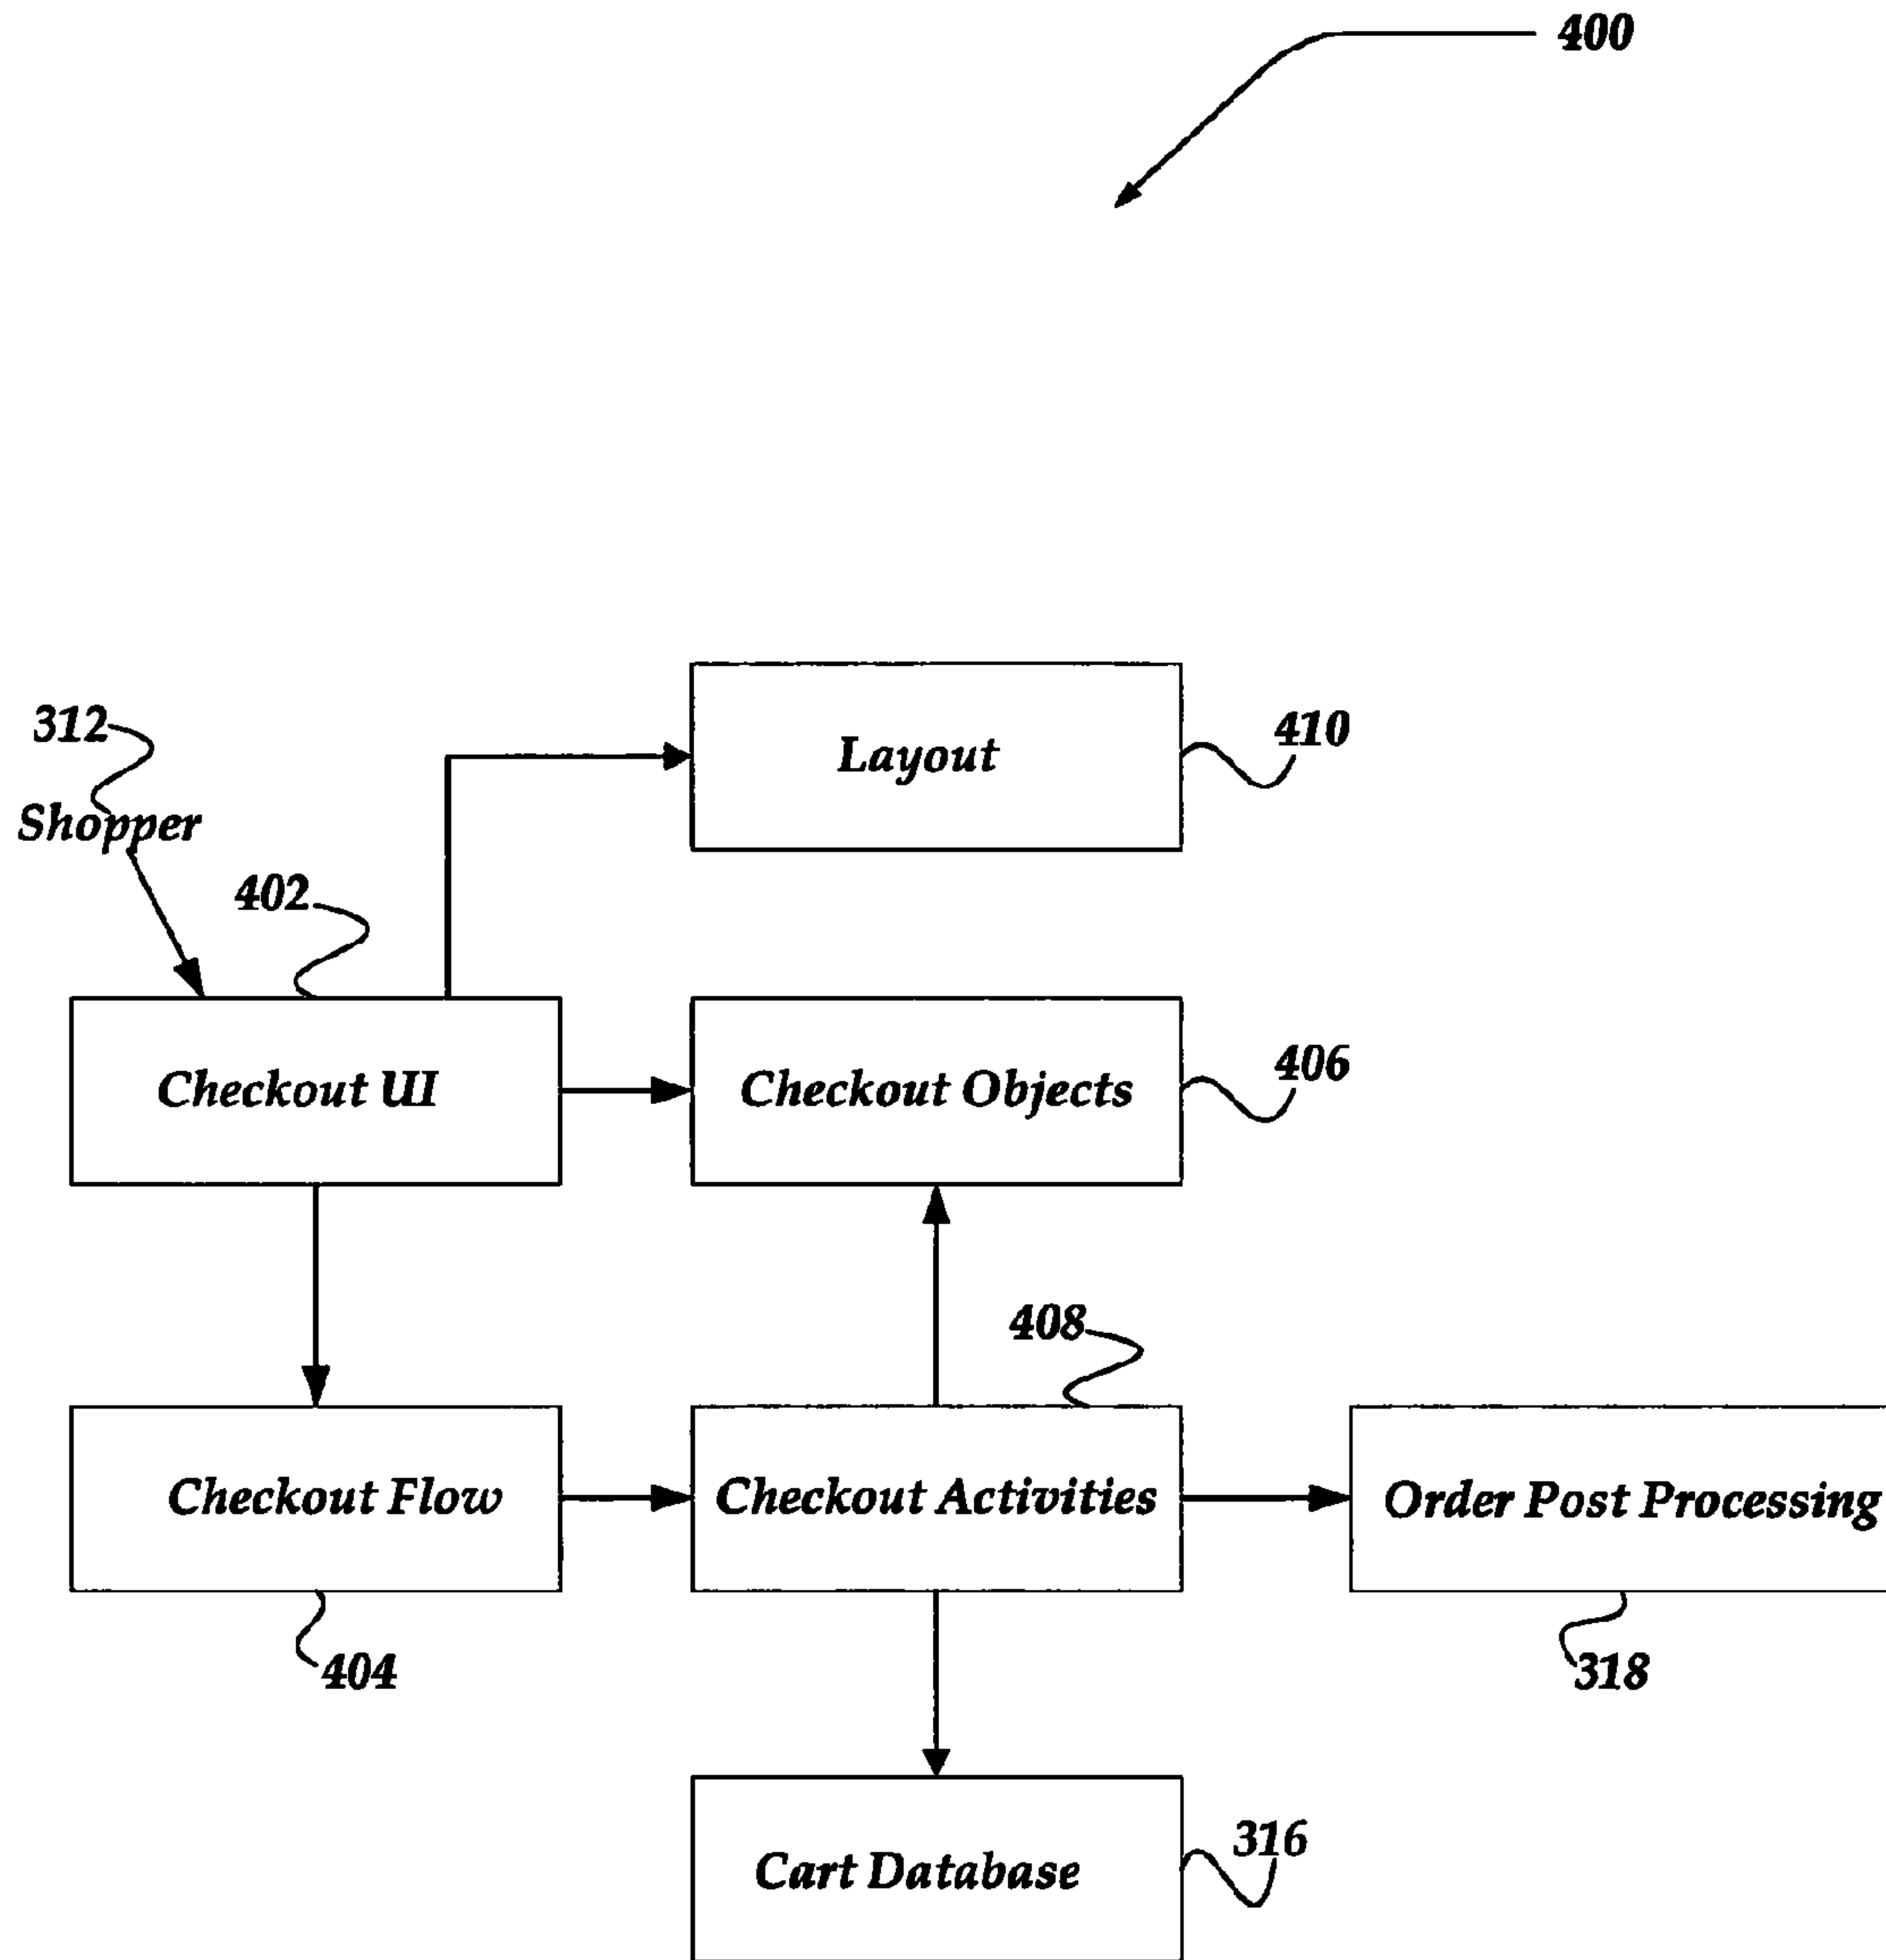 400
Layout
410
312
Shopper
402
Checkout UI
Checkout Objects
406
408
Checkout Flow
Checkout Activities
Order Post Processing
404
318
Cart Database
316